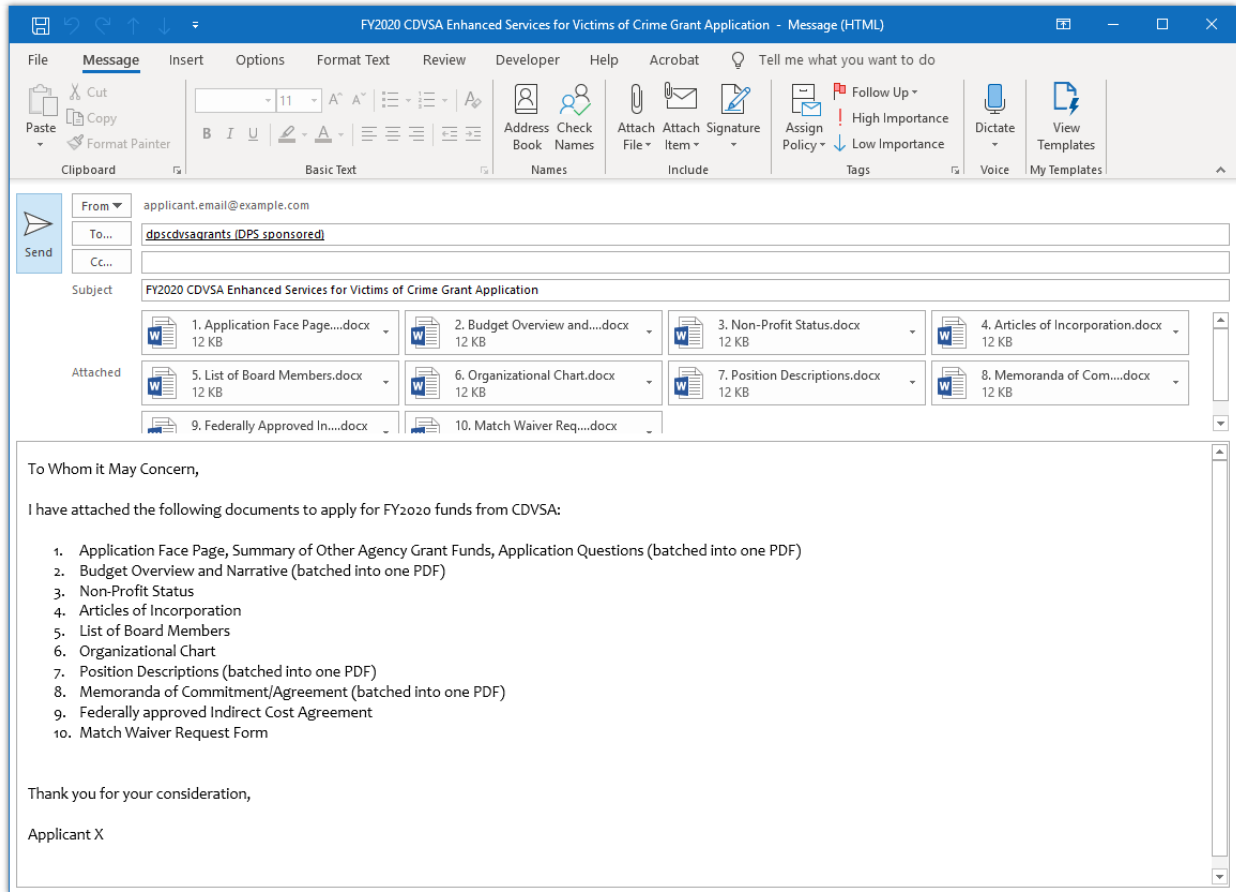 FY2020 CDVSA Enhanced Services for Victims of Crime Grant Application - Message (HTML)
File Message Insert Options Format Text Review Developer Help Acrobat Tell me what you want to do
Paste
Cut
Copy
Format Painter
Clipboard
11
B I U A
Basic Text
Address Book
Check Names
Names
Attach File
Attach Item
Signature
Include
Assign Policy
Follow Up
High Importance
Low Importance
Tags
Dictate
Voice
View Templates
My Templates
Send
From applicant.email@example.com
To... dpscdvsagrants (DPS sponsored)
Cc...
Subject FY2020 CDVSA Enhanced Services for Victims of Crime Grant Application
Attached
1. Application Face Page....docx
12 KB
2. Budget Overview and....docx
12 KB
3. Non-Profit Status.docx
12 KB
4. Articles of Incorporation.docx
12 KB
5. List of Board Members.docx
12 KB
6. Organizational Chart.docx
12 KB
7. Position Descriptions.docx
12 KB
8. Memoranda of Com....docx
12 KB
9. Federally Approved In....docx
10. Match Waiver Req....docx
To Whom it May Concern,
I have attached the following documents to apply for FY2020 funds from CDVSA:
1. Application Face Page, Summary of Other Agency Grant Funds, Application Questions (batched into one PDF)
2. Budget Overview and Narrative (batched into one PDF)
3. Non-Profit Status
4. Articles of Incorporation
5. List of Board Members
6. Organizational Chart
7. Position Descriptions (batched into one PDF)
8. Memoranda of Commitment/Agreement (batched into one PDF)
9. Federally approved Indirect Cost Agreement
10. Match Waiver Request Form
Thank you for your consideration,
Applicant X